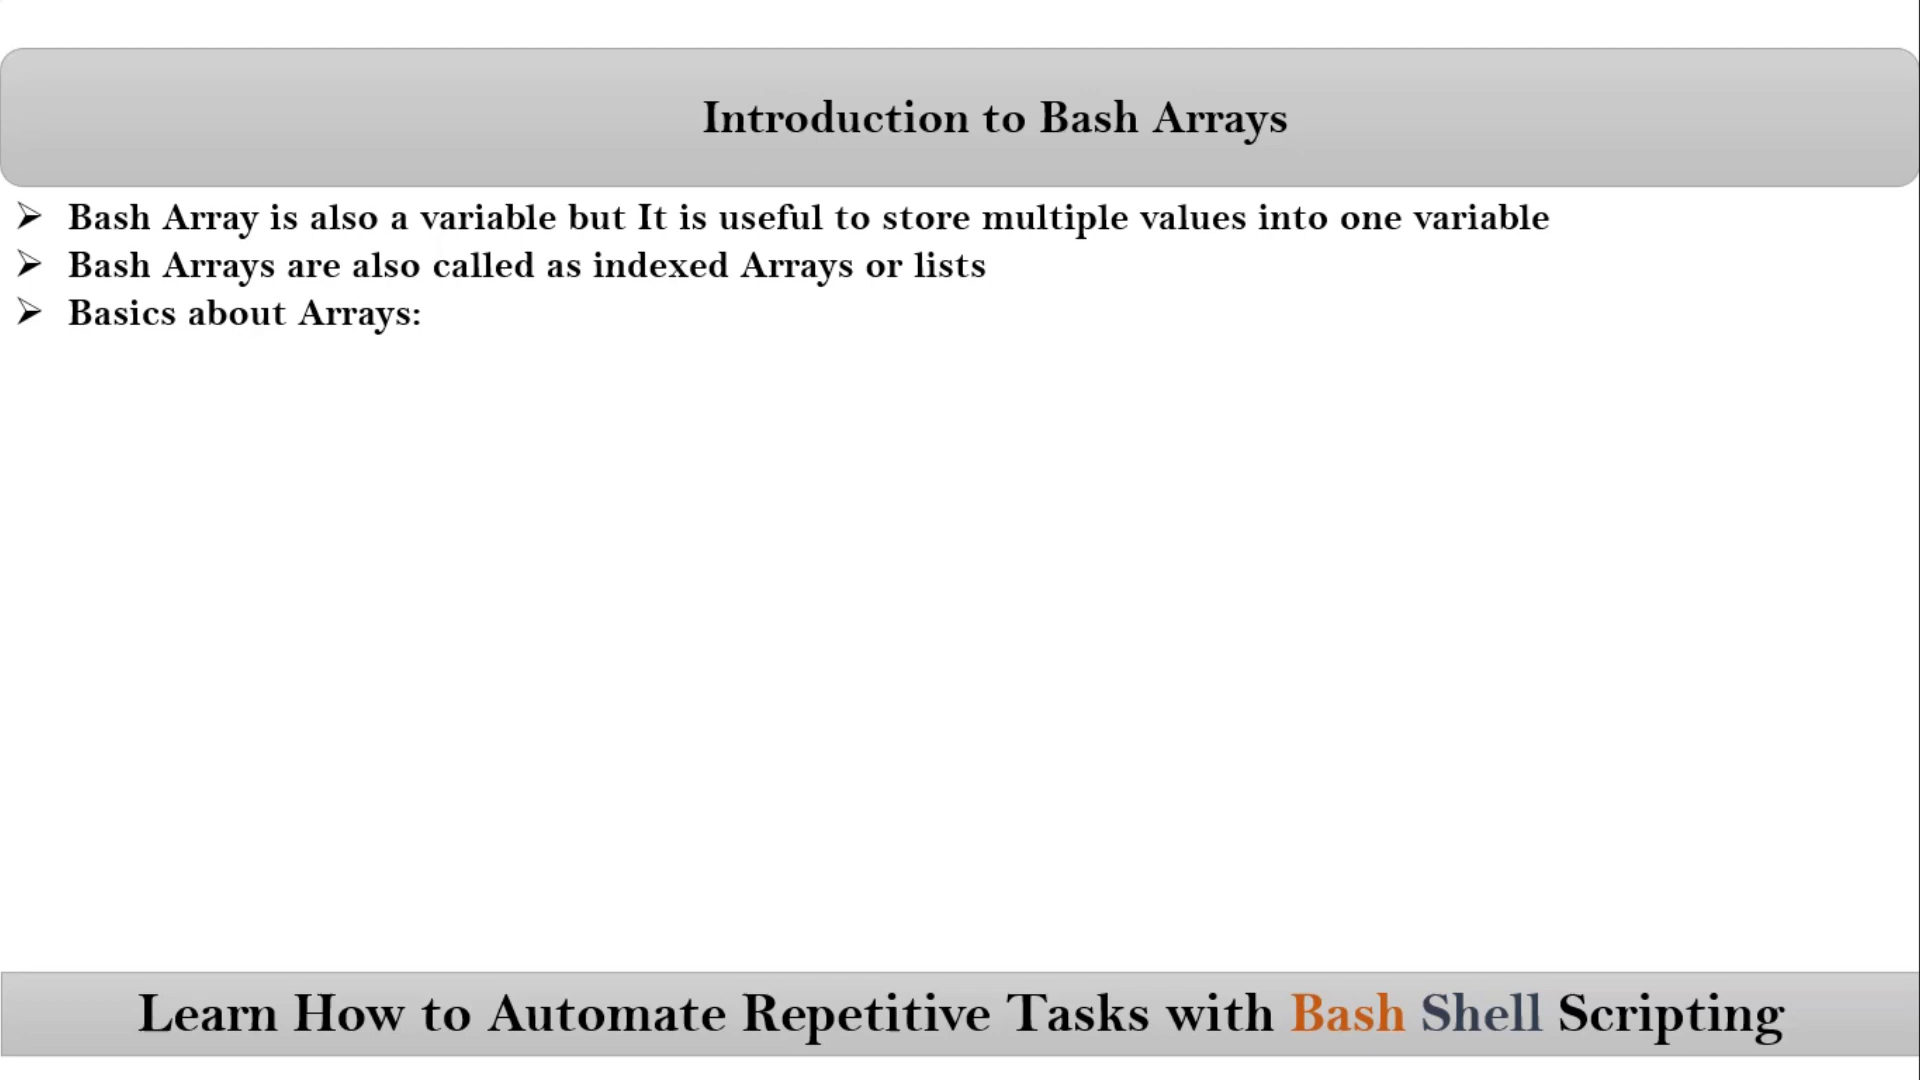 Introduction to Bash Arrays
➢ Bash Array is also a variable but It is useful to store multiple values into one variable
➢ Bash Arrays are also called as indexed Arrays or lists
➢ Basics about Arrays:
Learn How to Automate Repetitive Tasks with Bash Shell Scripting